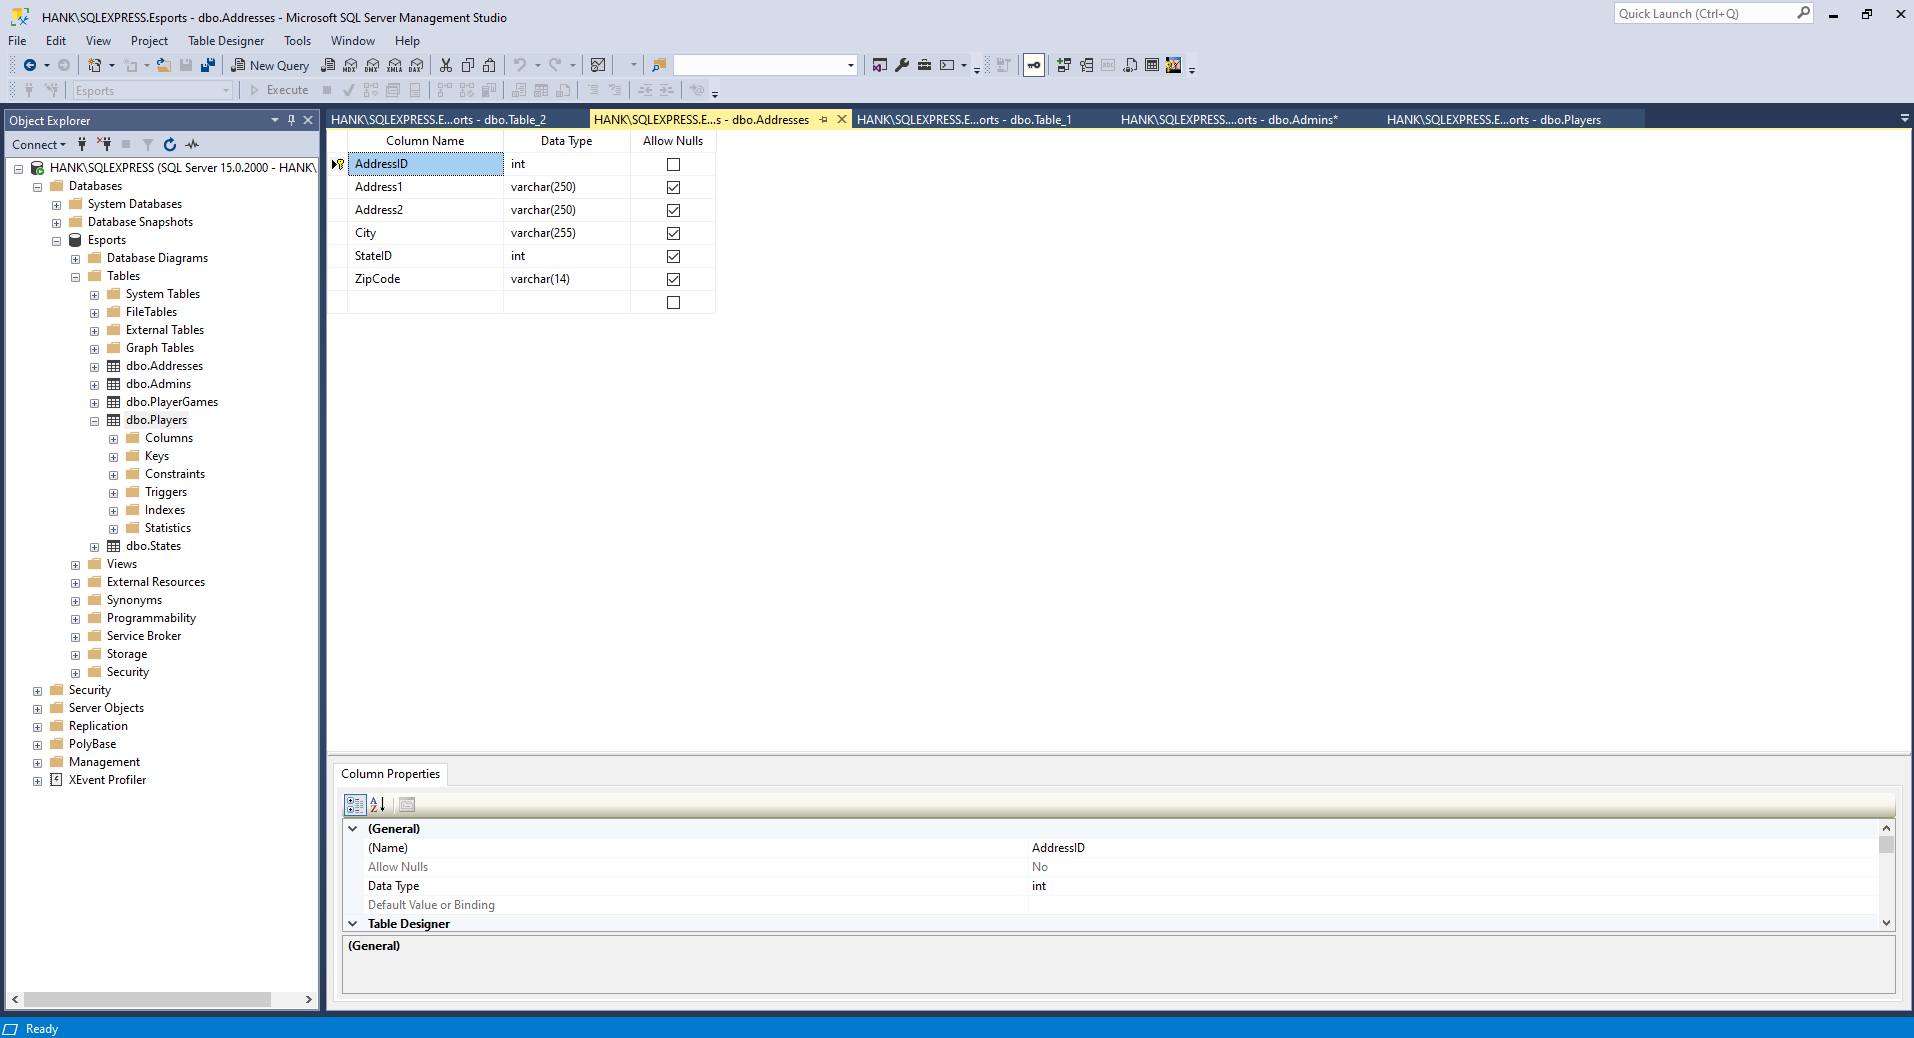 HANK\SQLEXPRESS.Esports - dbo.Addresses - Microsoft SQL Server Management Studio
Quick Launch (Ctrl+Q)
File Edit View Project Table Designer Tools Window Help
New Query
MDX DMX XMLA DAX
Esports Execute
Object Explorer
Connect
HANK\SQLEXPRESS (SQL Server 15.0.2000 - HANK\
Databases
System Databases
Database Snapshots
Esports
Database Diagrams
Tables
System Tables
FileTables
External Tables
Graph Tables
dbo.Addresses
dbo.Admins
dbo.PlayerGames
dbo.Players
Columns
Keys
Constraints
Triggers
Indexes
Statistics
dbo.States
Views
External Resources
Synonyms
Programmability
Service Broker
Storage
Security
Security
Server Objects
Replication
PolyBase
Management
XEvent Profiler
HANK\SQLEXPRESS.E...orts - dbo.Table_2
HANK\SQLEXPRESS.E...s - dbo.Addresses
HANK\SQLEXPRESS.E...orts - dbo.Table_1
HANK\SQLEXPRESS....orts - dbo.Admins*
HANK\SQLEXPRESS.E...orts - dbo.Players
Column Name Data Type Allow Nulls
AddressID int
Address1 varchar(250)
Address2 varchar(250)
City varchar(255)
StateID int
ZipCode varchar(14)
Column Properties
(General)
(Name) AddressID
Allow Nulls No
Data Type int
Default Value or Binding
Table Designer
(General)
Ready